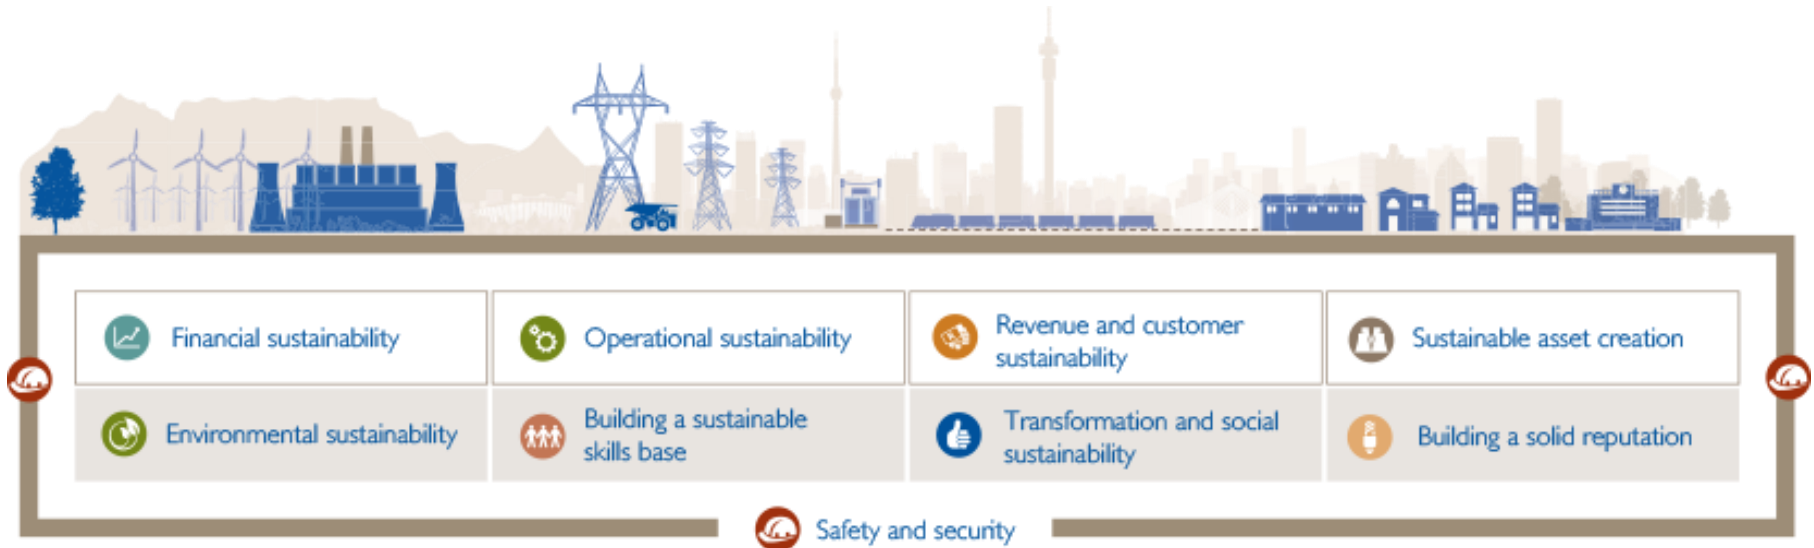 Financial sustainability
Operational sustainability
Revenue and customer
sustainability
Sustainable asset creation
Environmental sustainability
Building a sustainable
skills base
Transformation and social
sustainability
Building a solid reputation
Safety and security